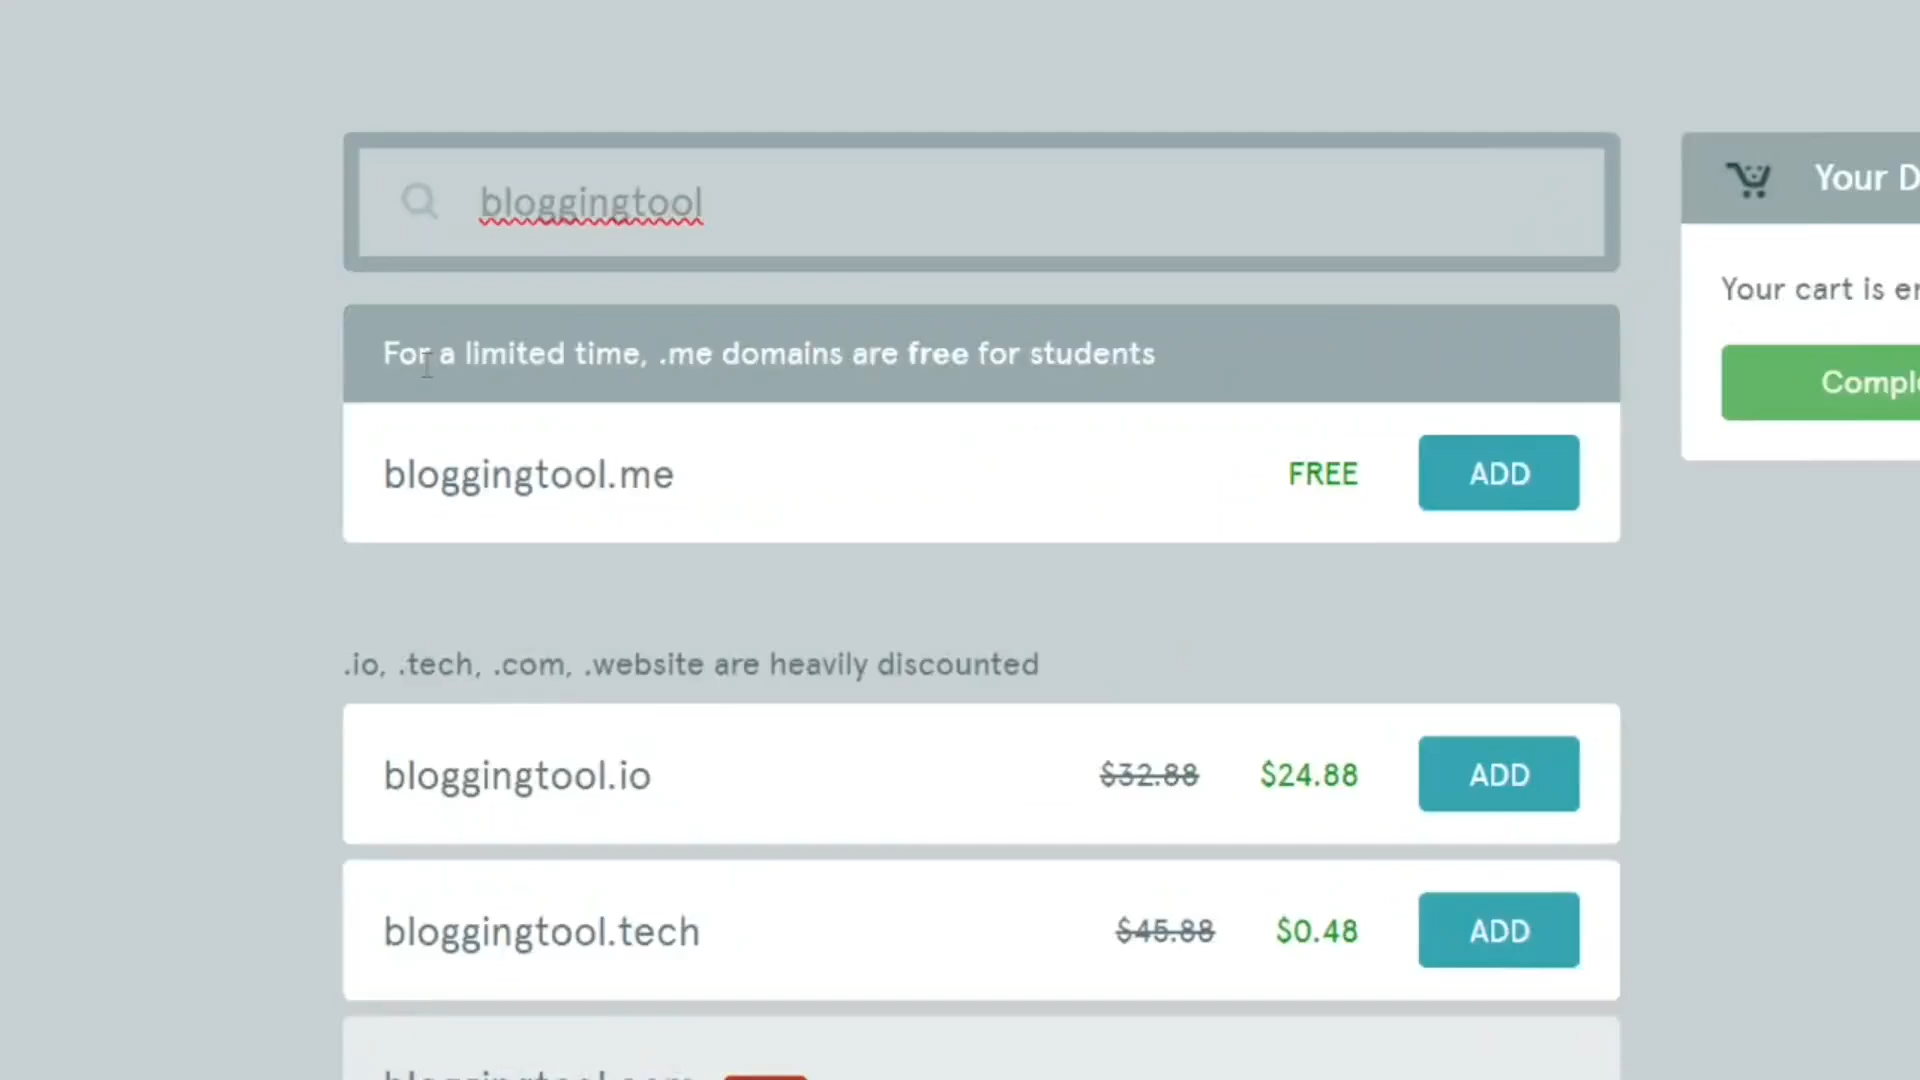 bloggingtool
Your D
For a limited time, .me domains are free for students
Your cart is
bloggingtool.me
FREE
ADD
.io, .tech, .com, .website are heavily discounted
bloggingtool.io
$32.88
$24.88
ADD
bloggingtool.tech
$45.88
$0.48
ADD